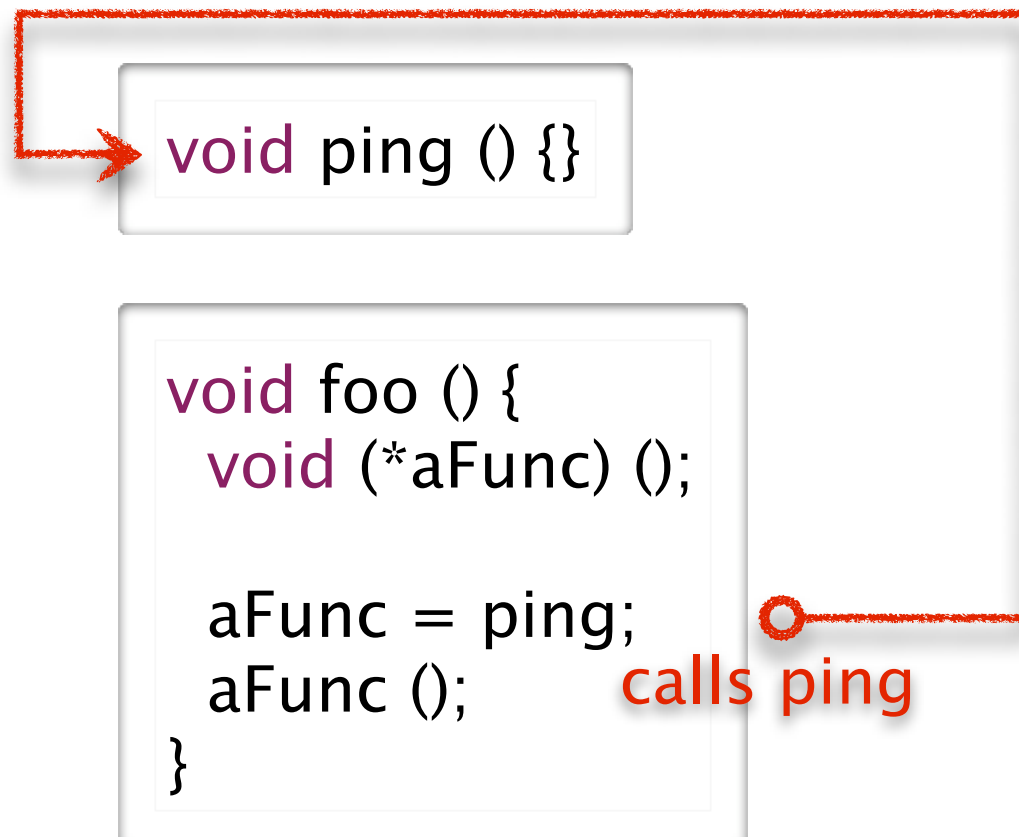 void ping () {}
void foo () {
void (*aFunc) ();
aFunc = ping;
aFunc ();
calls ping
}